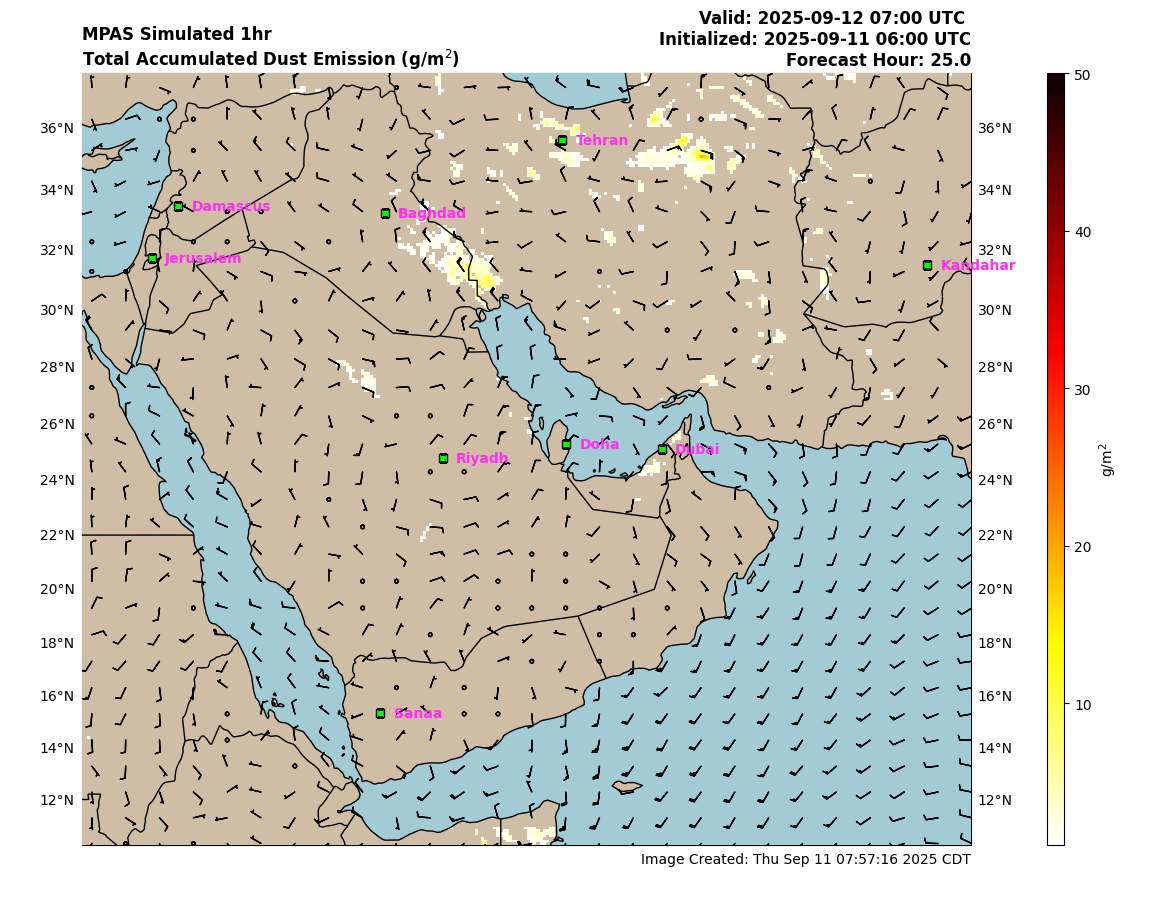 MPAS Simulated 1hr
Total Accumulated Dust Emission (g/m²)
Valid: 2025-09-12 07:00 UTC
Initialized: 2025-09-11 06:00 UTC
Forecast Hour: 25.0
36°N 36°N
34°N 34°N
32°N 32°N
30°N 30°N
28°N 28°N
26°N 26°N
24°N 24°N
22°N 22°N
20°N 20°N
18°N 18°N
16°N 16°N
14°N 14°N
12°N 12°N
Tehran
Damascus
Baghdad
Jerusalem
Kandahar
Doha
Dubai
Riyadh
Sanaa
50
40
30
20
10
g/m²
Image Created: Thu Sep 11 07:57:16 2025 CDT